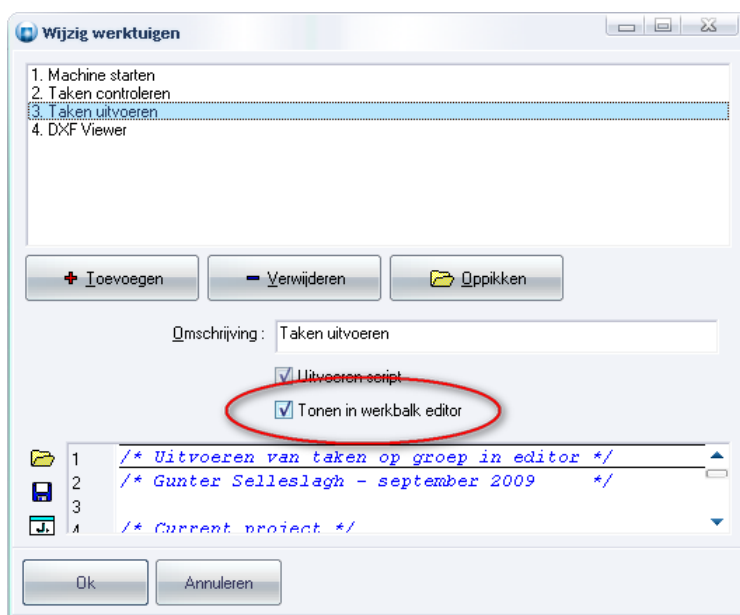 Wijzig werktuigen
1. Machine starten
2. Taken controleren
3. Taken uitvoeren
4. DXF Viewer
+ Toevoegen
- Verwijderen
Oppikken
Omschrijving : Taken uitvoeren
Uitvoeren script
Tonen in werkbalk editor
1 /* Uitvoeren van taken op groep in editor */
2 /* Gunter Selleslagh - september 2009 */
3
4 /* Current project */
J.
Ok
Annuleren